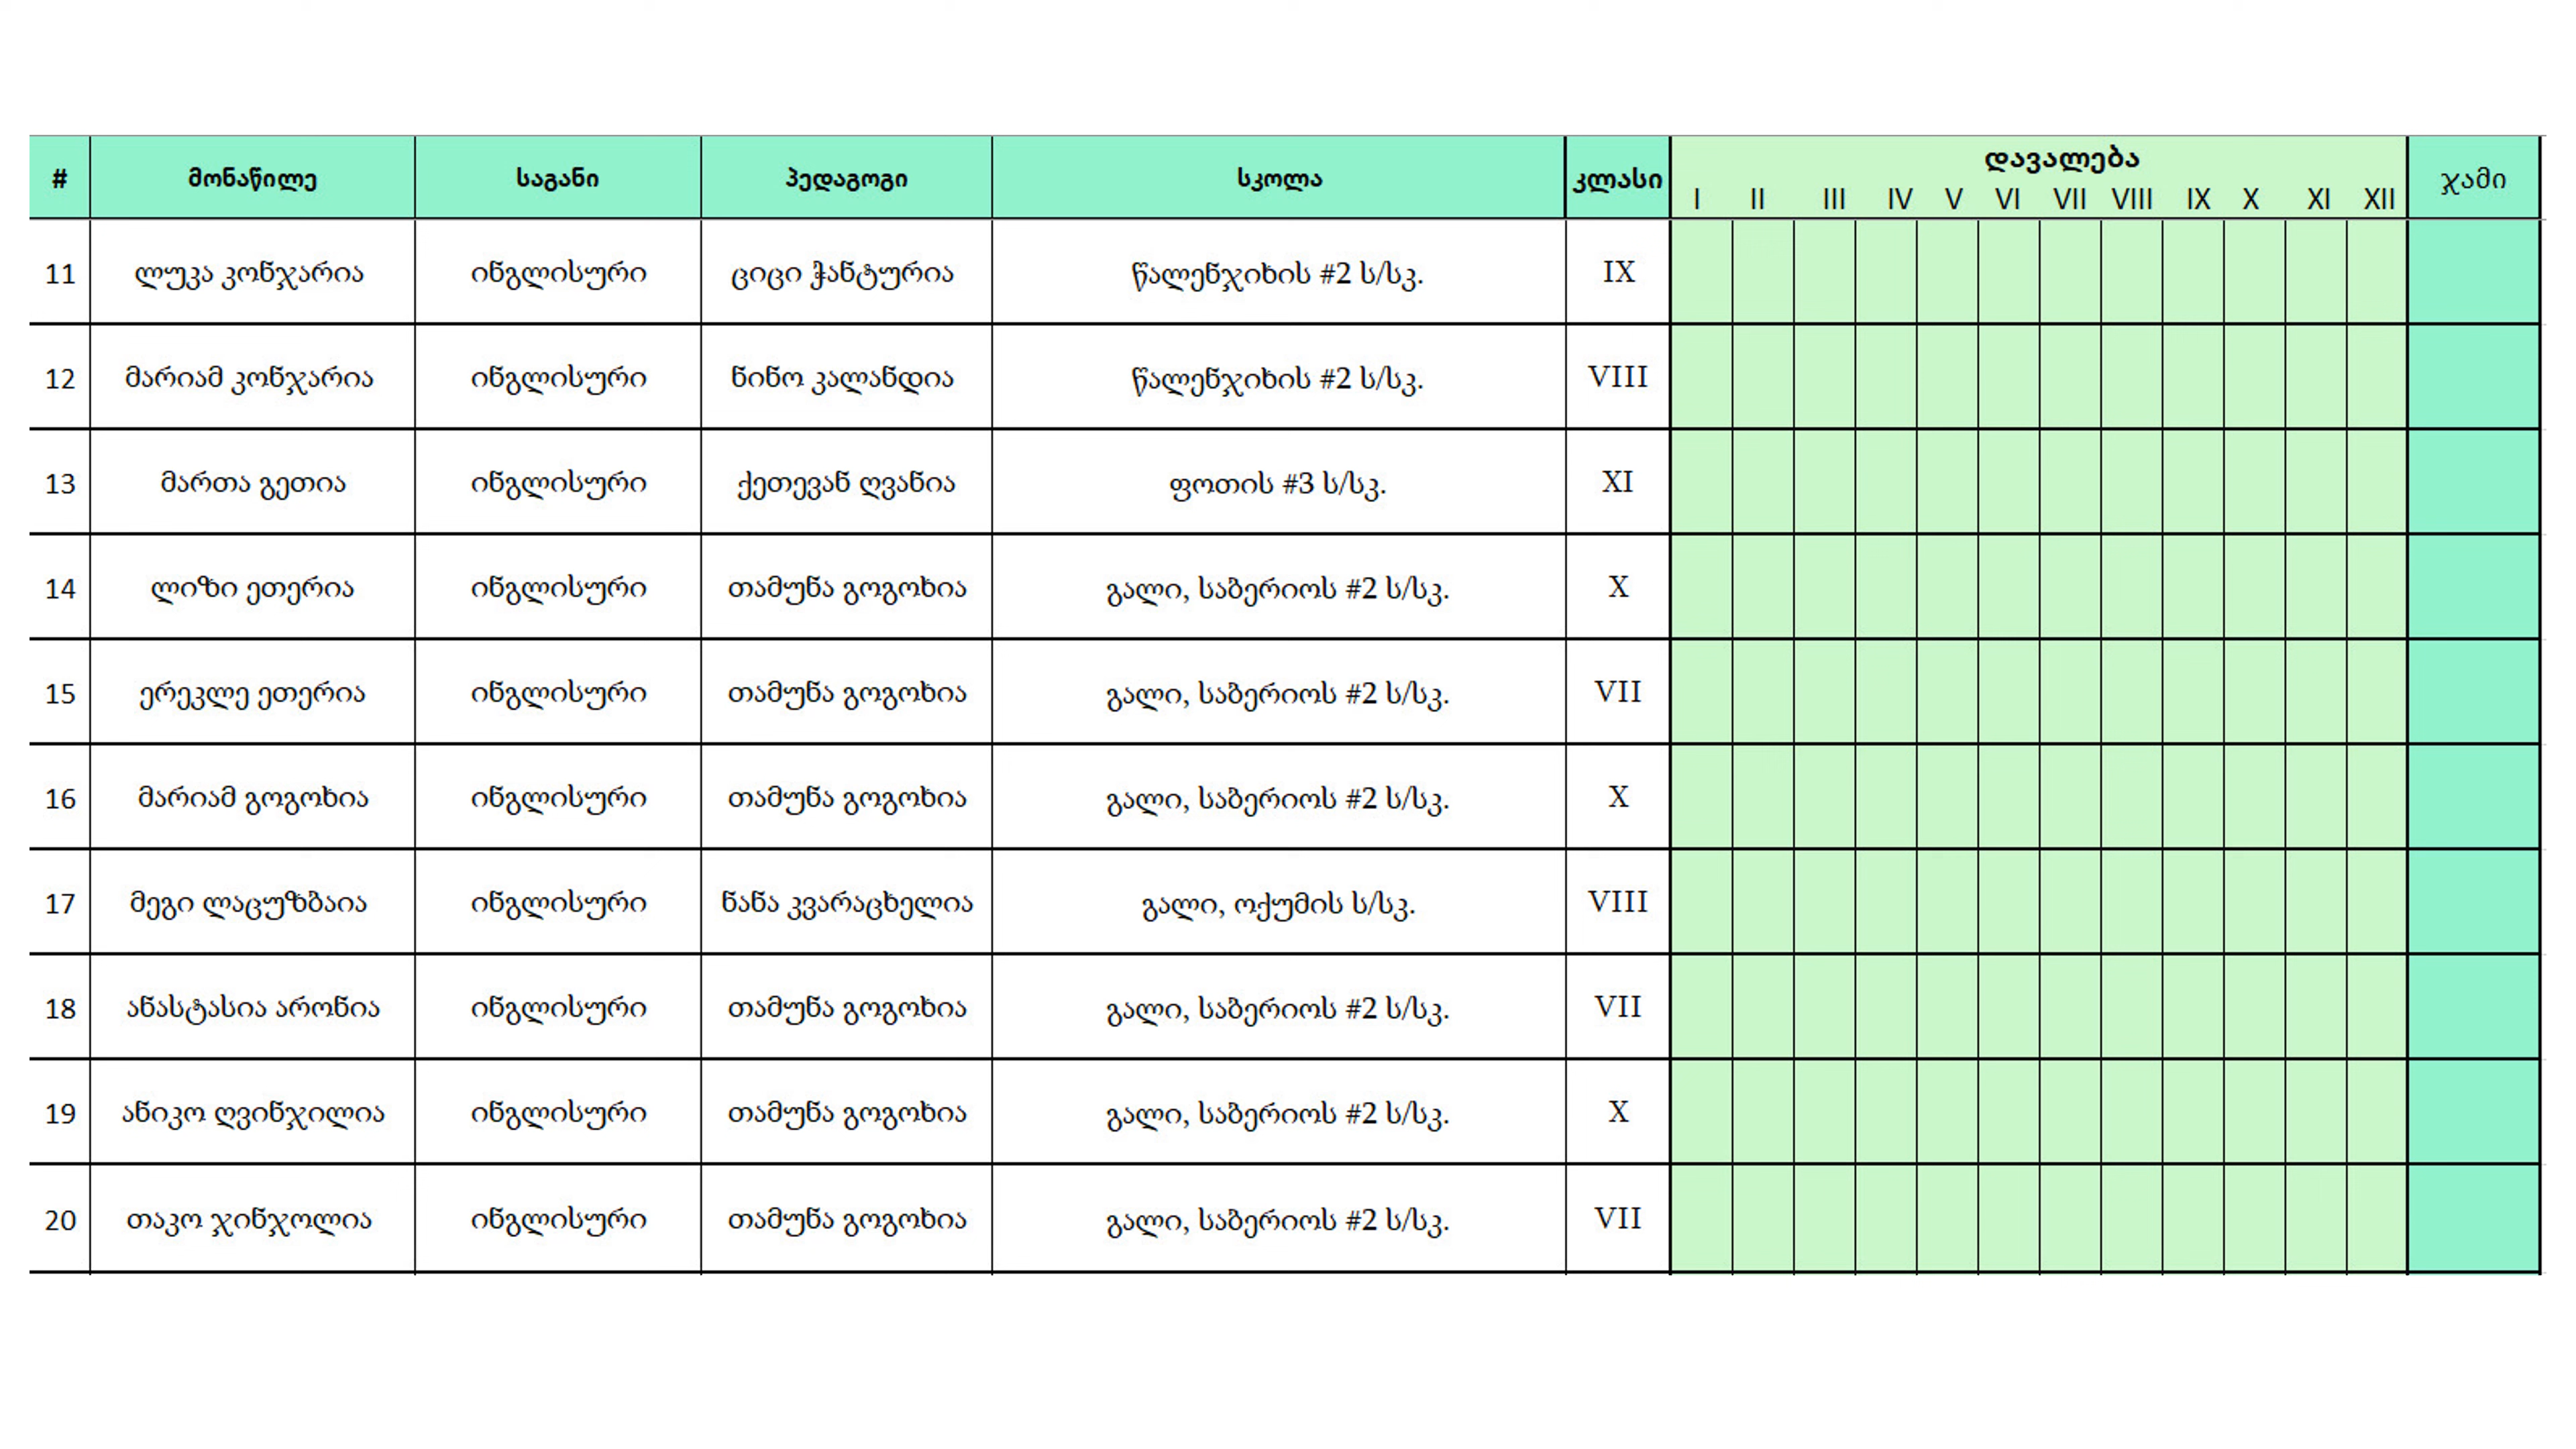 # მონაწილე საგანი პედაგოგი სკოლა კლასი დავალება ჯამი
I II III IV V VI VII VIII IX X XI XII
11 ლუკა კონჯარია ინგლისური ციცი ჭანტურია წალენჯიხის #2 ს/სკ. IX
12 მარიამ კონჯარია ინგლისური ნინო კალანდია წალენჯიხის #2 ს/სკ. VIII
13 მართა გეთია ინგლისური ქეთევან ღვანია ფოთის #3 ს/სკ. XI
14 ლიზი ეთერია ინგლისური თამუნა გოგოხია გალი, საბერიოს #2 ს/სკ. X
15 ერეკლე ეთერია ინგლისური თამუნა გოგოხია გალი, საბერიოს #2 ს/სკ. VII
16 მარიამ გოგოხია ინგლისური თამუნა გოგოხია გალი, საბერიოს #2 ს/სკ. X
17 მეგი ლაცუზბაია ინგლისური ნანა კვარაცხელია გალი, ოქუმის ს/სკ. VIII
18 ანასტასია არონია ინგლისური თამუნა გოგოხია გალი, საბერიოს #2 ს/სკ. VII
19 ანიკო ღვინჯილია ინგლისური თამუნა გოგოხია გალი, საბერიოს #2 ს/სკ. X
20 თაკო ჯინჯოლია ინგლისური თამუნა გოგოხია გალი, საბერიოს #2 ს/სკ. VII